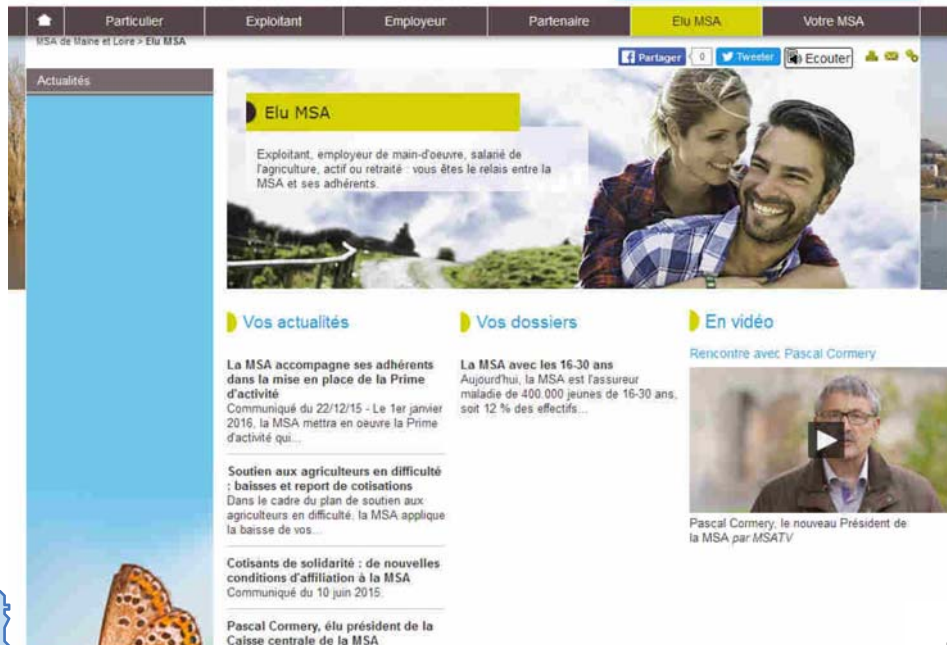 Particulier Exploitant Employeur Partenaire Elu MSA Votre MSA
MSA de Maine et Loire > Elu MSA
Partager 0 Tweeter Ecouter
Actualités
Elu MSA
Exploitant, employeur de main-d'oeuvre, salarié de
l'agriculture, actif ou retraité : vous êtes le relais entre la
MSA et ses adhérents.
Vos actualités
La MSA accompagne ses adhérents
dans la mise en place de la Prime
d'activité
Communiqué du 22/12/15 - Le 1er janvier
2016, la MSA mettra en oeuvre la Prime
d'activité qui...
Soutien aux agriculteurs en difficulté
: baisses et report de cotisations
Dans le cadre du plan de soutien aux
agriculteurs en difficulté, la MSA applique
la baisse de vos...
Cotisants de solidarité : de nouvelles
conditions d'affiliation à la MSA
Communiqué du 10 juin 2015.
Pascal Cormery, élu président de la
Caisse centrale de la MSA
Vos dossiers
La MSA avec les 16-30 ans
Aujourd'hui, la MSA est l'assureur
maladie de 400.000 jeunes de 16-30 ans,
soit 12 % des effectifs...
En vidéo
Rencontre avec Pascal Cormery
Pascal Cormery, le nouveau Président de
la MSA par MSATV